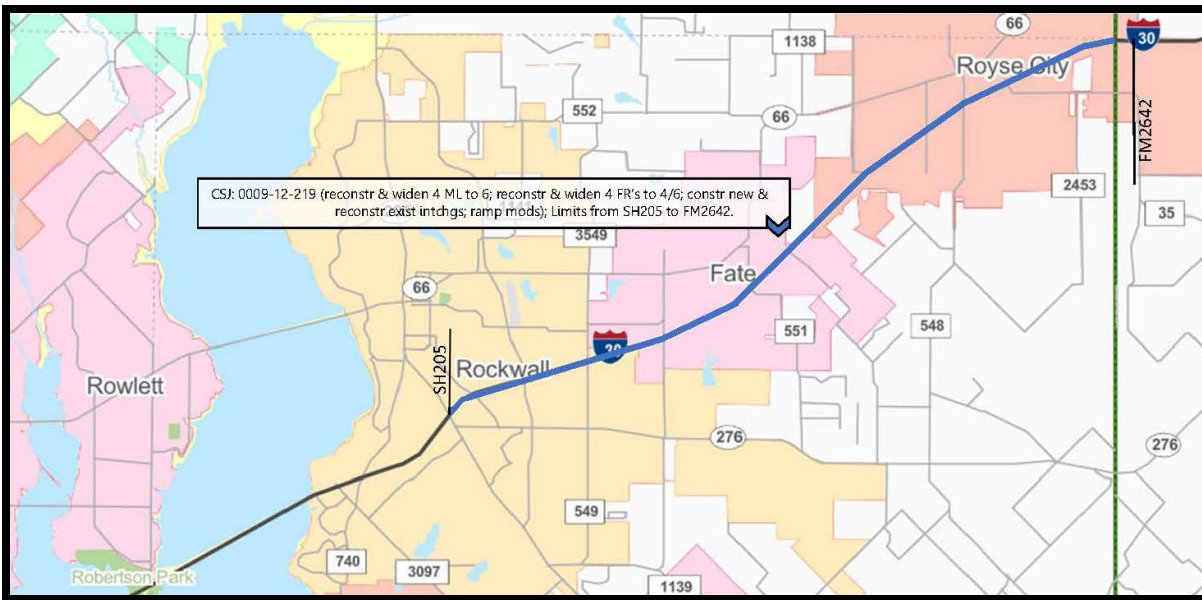 66
30
1138
Royse City
552
66
FM2642
2453
CSJ: 0009-12-219 (reconstr & widen 4 ML to 6; reconstr & widen 4 FR's to 4/6; constr new &
reconstr exist intchgs; ramp mods); Limits from SH205 to FM2642.
35
3549
Fate
66
551
548
30
SH205
Rockwall
Rowlett
276
276
549
740
3097
Robertson Park
1139